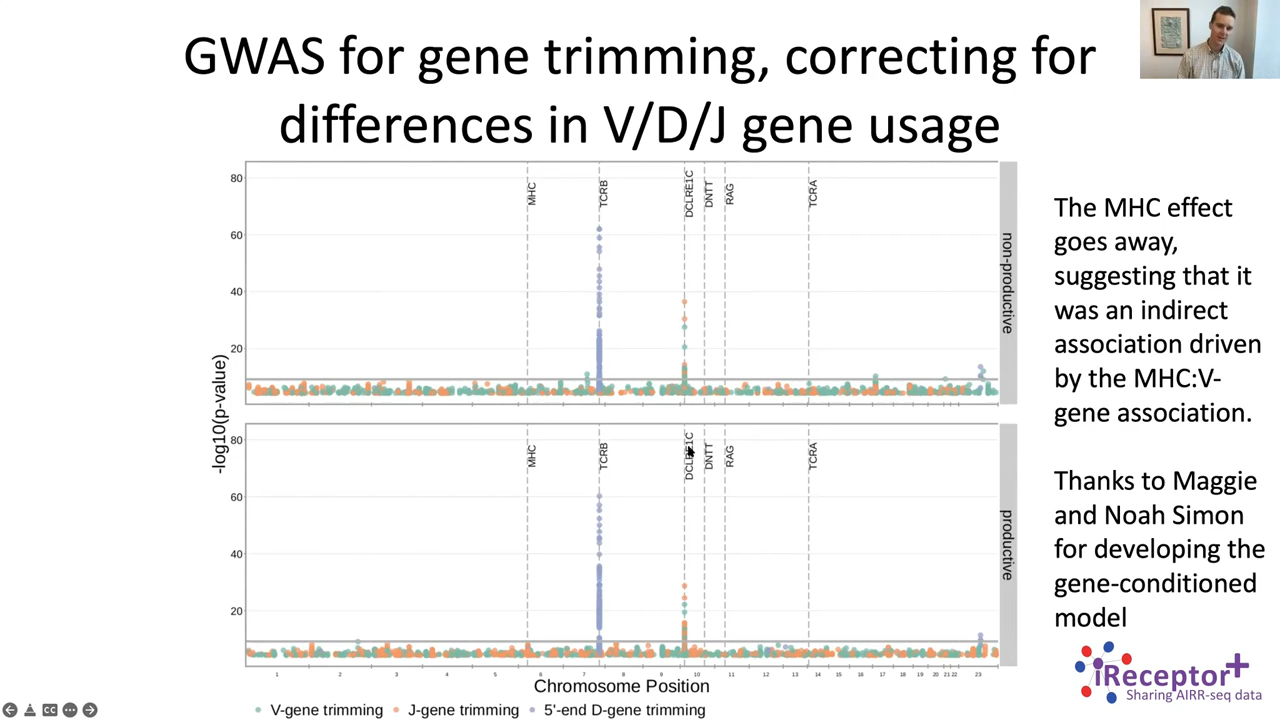 GWAS for gene trimming, correcting for
differences in V/D/J gene usage
80
60
40
20
MHC
TCRB
DCLRE1C
DNTT
RAG
TCRA
non-productive
-log10(p-value)
80
60
40
20
MHC
TCRB
DCLRE1C
DNTT
RAG
TCRA
productive
1 2 3 4 5 6 7 8 9 10 11 12 13 14 15 16 17 18 19 20 21 22 23
Chromosome Position
V-gene trimming J-gene trimming 5'-end D-gene trimming
The MHC effect
goes away,
suggesting that it
was an indirect
association driven
by the MHC:V-
gene association.
Thanks to Maggie
and Noah Simon
for developing the
gene-conditioned
model
iReceptor+
Sharing AIRR-seq data
CC